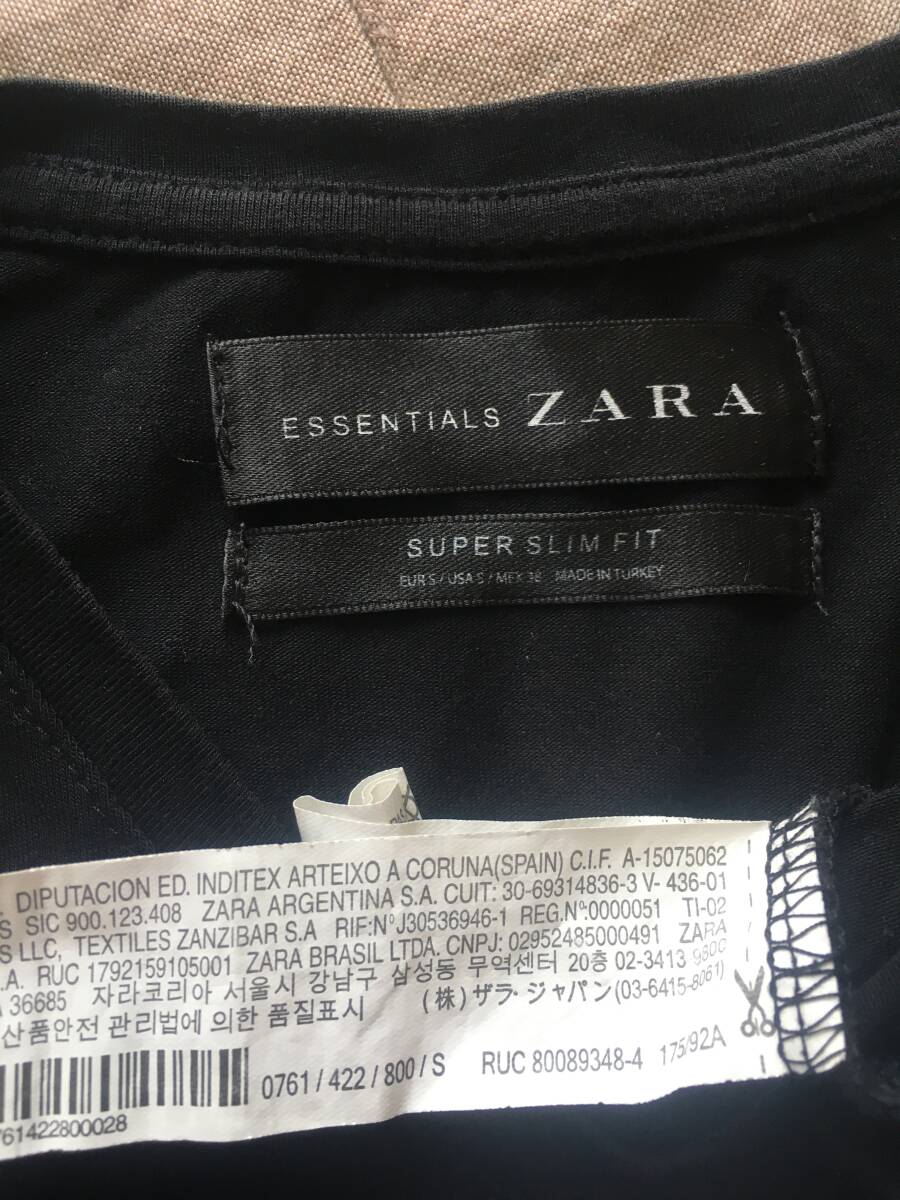 ESSENTIALS ZARA
SUPER SLIM FIT
EUR S / USA S / MEX 38 MADE IN TURKEY
DIPUTACION ED. INDITEX ARTEIXO A CORUNA(SPAIN) C.I.F. A-15075062
S SIC 900.123.408 ZARA ARGENTINA S.A. CUIT: 30-69314836-3 V- 436-01
S LLC, TEXTILES ZANZIBAR S.A RIF:Nº J30536946-1 REG.Nº:0000051 TI-02
.A. RUC 1792159105001 ZARA BRASIL LTDA. CNPJ: 02952485000491 ZARA
A 36685 자라코리아 서울시 강남구 삼성동 무역센터 20층 02-3413 9800
산품안전 관리법에 의한 품질표시 (株) ザラ・ジャパン (03-6415-8061)
0761 / 422 / 800 / S RUC 80089348-4 175/92A
761422800028